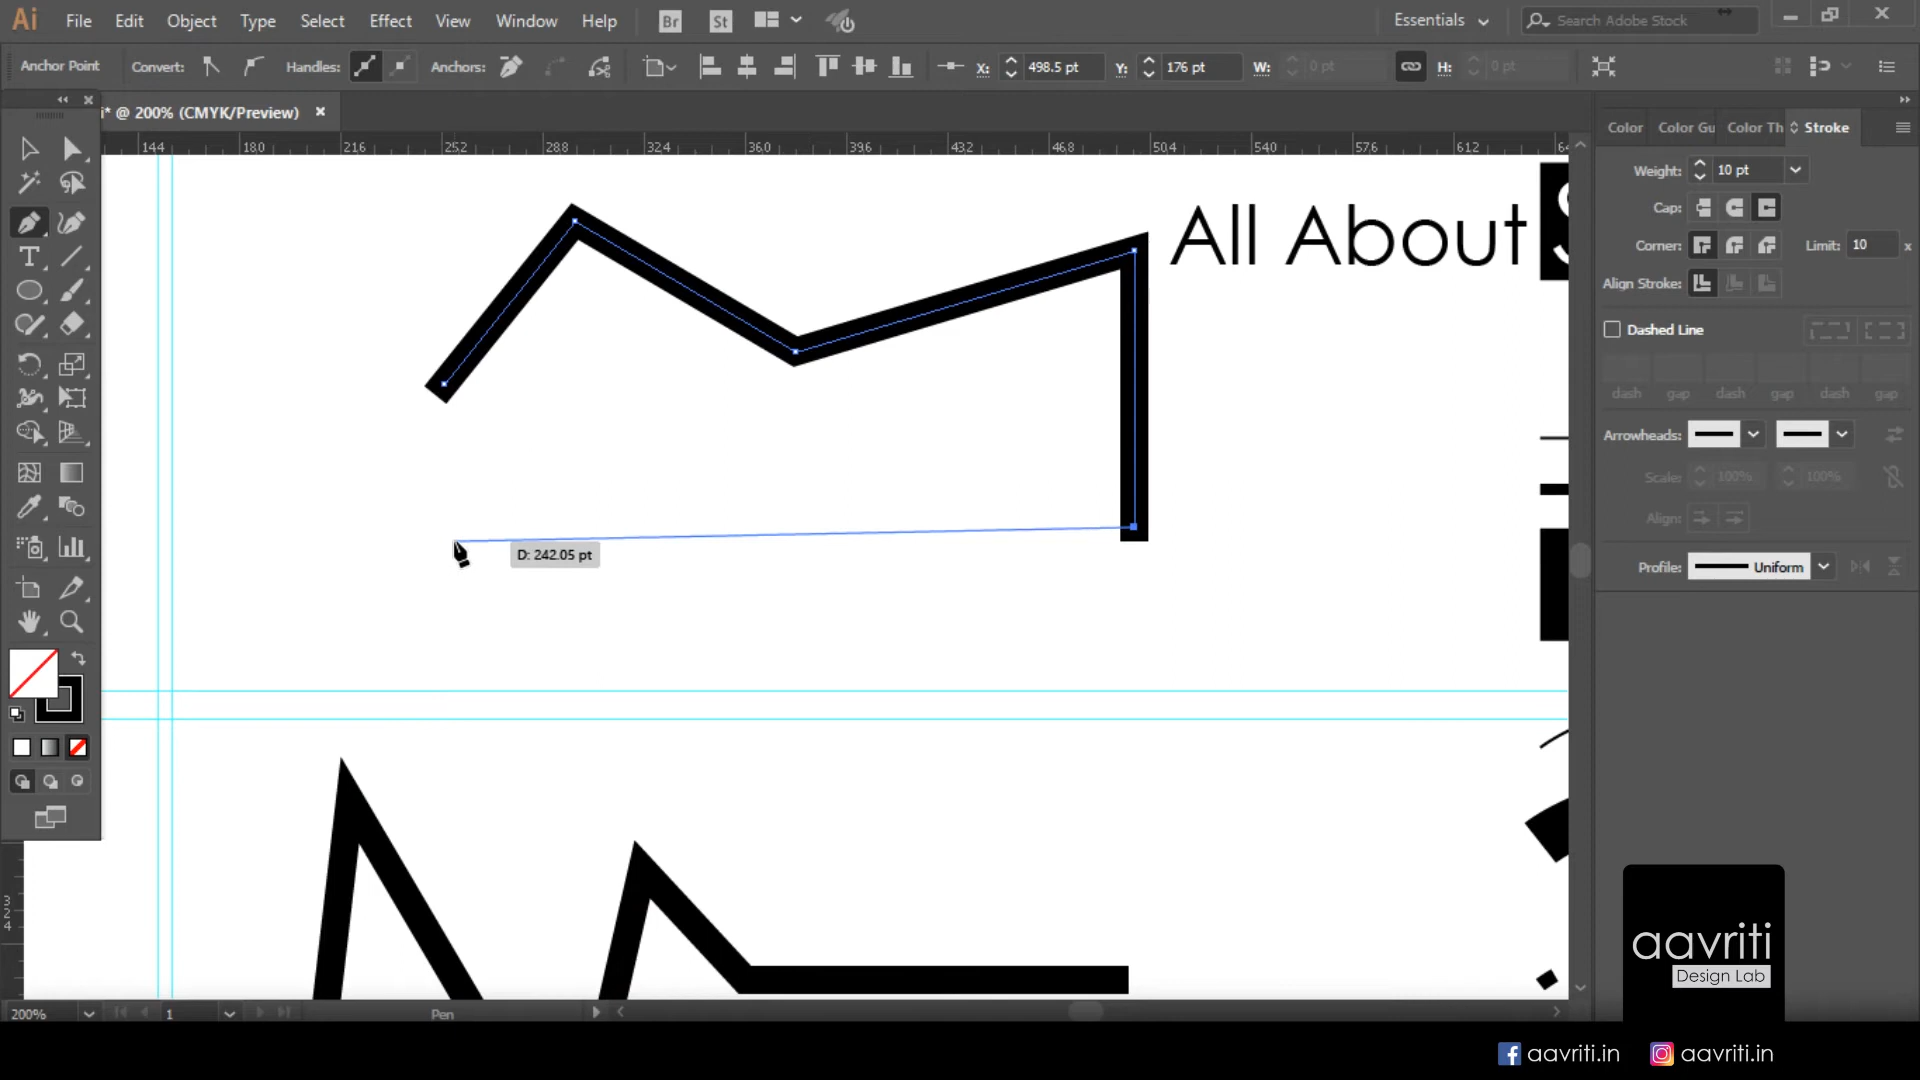 Ai File Edit Object Type Select Effect View Window Help Br St Essentials Search Adobe Stock
Anchor Point Convert: Handles: Anchors: X: 498.5 pt Y: 176 pt W: 0 pt H: 0 pt
i* @ 200% (CMYK/Preview)
Color Color Gu Color Th Stroke
144 180 216 252 288 324 360 396 432 468 504 540 576 612
Weight: 10 pt
Cap:
Corner: Limit: 10 x
Align Stroke:
Dashed Line
dash gap dash gap dash gap
Arrowheads:
Scale: 100% 100%
Align:
Profile: Uniform
All About
D: 242.05 pt
324
200% 1 Pen
aavriti
Design Lab
aavriti.in aavriti.in